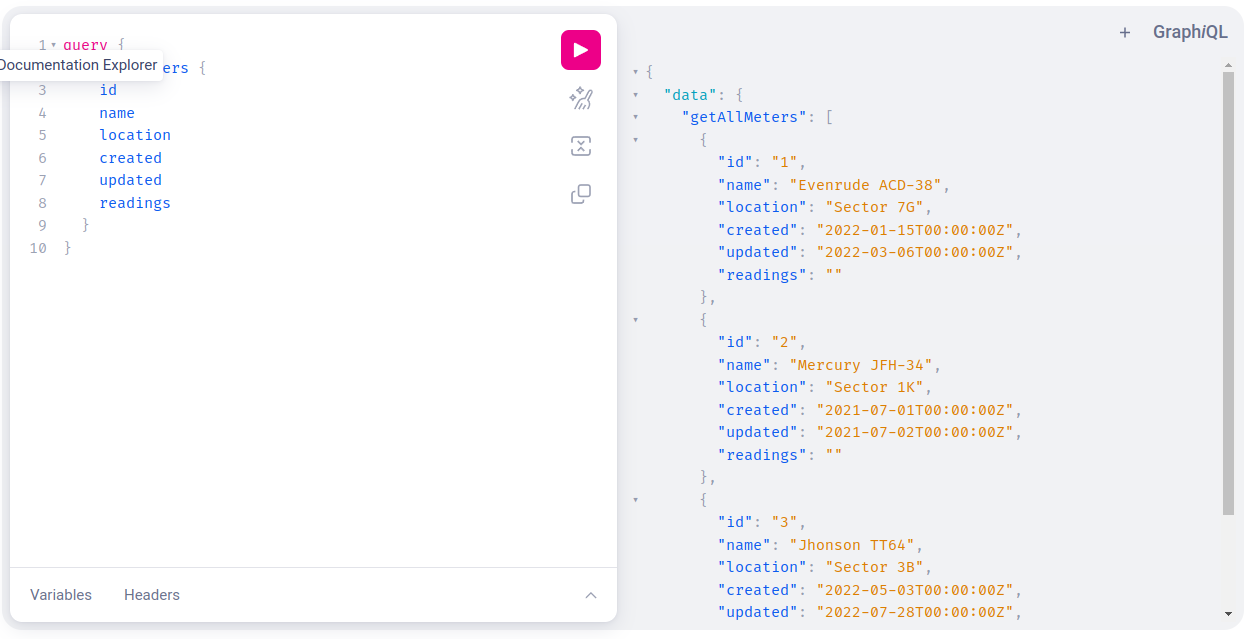 1 query {
Documentation Explorer
ers {
3 id
4 name
5 location
6 created
7 updated
8 readings
9 }
10 }
Variables Headers
+ GraphiQL
{
"data": {
"getAllMeters": [
{
"id": "1",
"name": "Evenrude ACD-38",
"location": "Sector 7G",
"created": "2022-01-15T00:00:00Z",
"updated": "2022-03-06T00:00:00Z",
"readings": ""
},
{
"id": "2",
"name": "Mercury JFH-34",
"location": "Sector 1K",
"created": "2021-07-01T00:00:00Z",
"updated": "2021-07-02T00:00:00Z",
"readings": ""
},
{
"id": "3",
"name": "Jhonson TT64",
"location": "Sector 3B",
"created": "2022-05-03T00:00:00Z",
"updated": "2022-07-28T00:00:00Z",